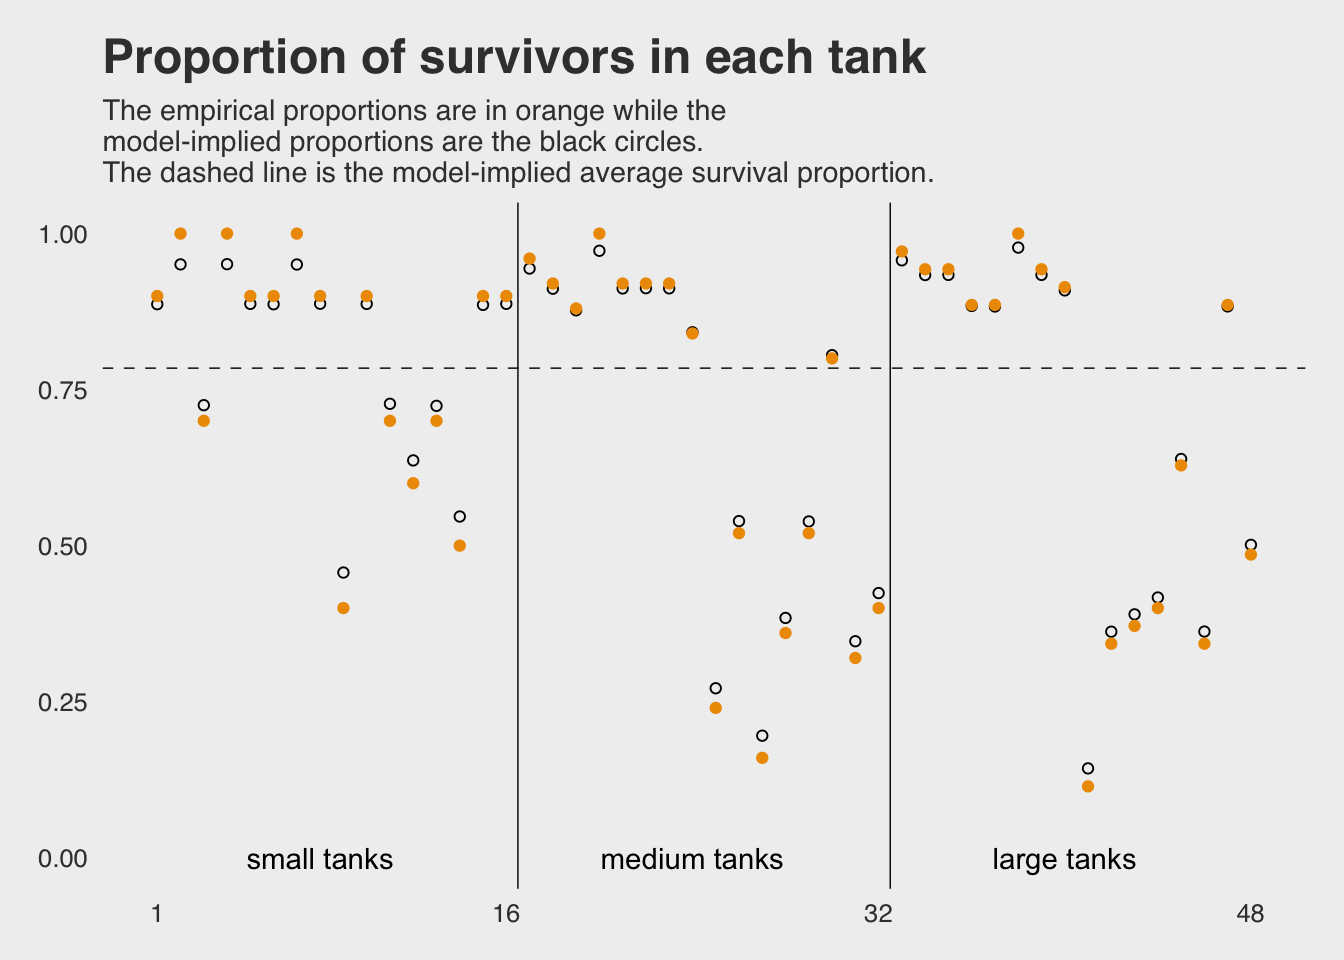 Proportion of survivors in each tank
The empirical proportions are in orange while the
model-implied proportions are the black circles.
The dashed line is the model-implied average survival proportion.
1.00
0.75
0.50
0.25
0.00
small tanks
medium tanks
large tanks
1
16
32
48